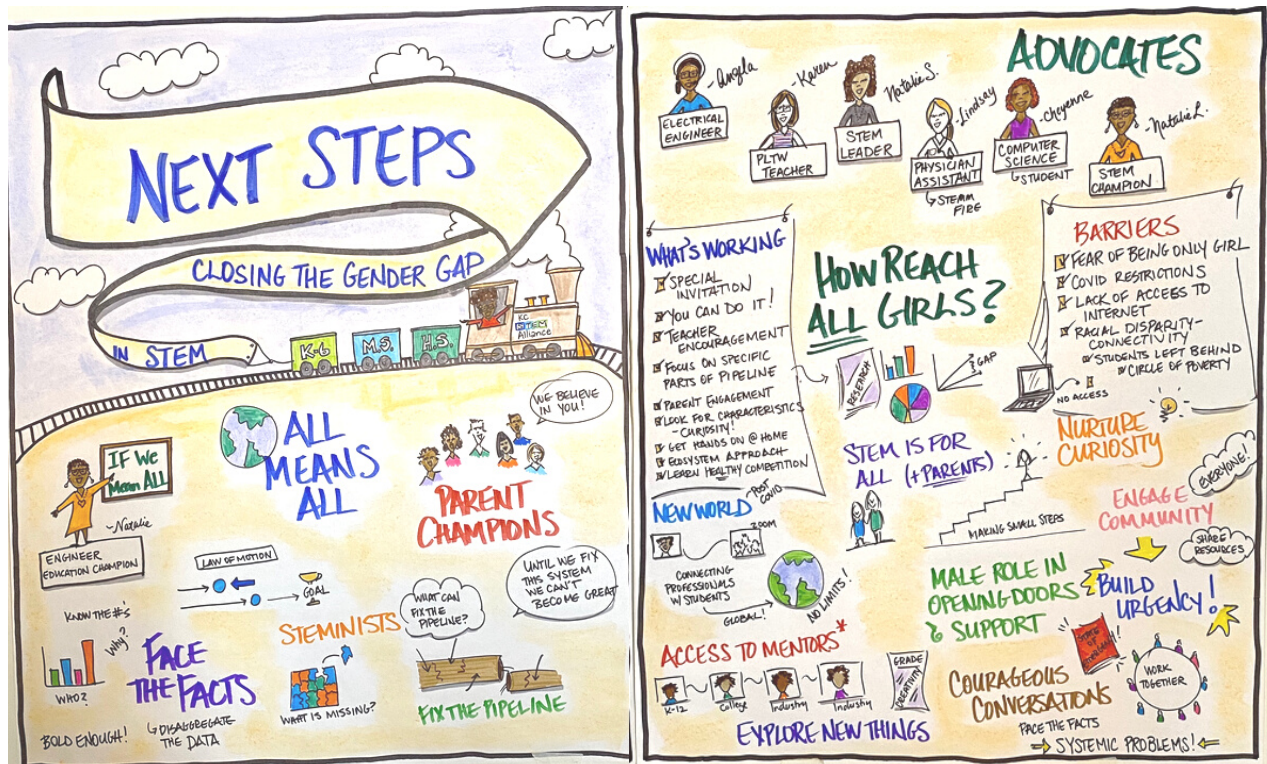 NEXT STEPS
CLOSING THE GENDER GAP
IN STEM
K-6
M.S.
H.S.
KC
STEM
Alliance
WE BELIEVE
IN YOU!
IF We
Mean ALL
~Natalie
ENGINEER
EDUCATION CHAMPION
ALL
MEANS
ALL
PARENT
CHAMPIONS
LAW OF MOTION
GOAL
UNTIL WE FIX
THIS SYSTEM
WE CAN'T
BECOME GREAT
KNOW THE #'S
WHY?
WHO?
FACE
THE FACTS
DISAGGREGATE
THE DATA
BOLD ENOUGH!
STEMINISTS
WHAT IS MISSING?
WHAT CAN
FIX THE
PIPELINE?
FIX THE PIPELINE
ADVOCATES
-Angela
ELECTRICAL
ENGINEER
-Karen
PLTW
TEACHER
Natalie S.
STEM
LEADER
-Lindsay
PHYSICIAN
ASSISTANT
STEMM
FIRE
-Cheyenne
COMPUTER
SCIENCE
STUDENT
-Natalie L.
STEM
CHAMPION
WHAT'S WORKING
SPECIAL
INVITATION
YOU CAN DO IT!
TEACHER
ENCOURAGEMENT
FOCUS ON SPECIFIC
PARTS OF PIPELINE
PARENT ENGAGEMENT
LOOK FOR CHARACTERISTICS
- CURIOSITY!
GET HANDS ON @ HOME
ECOSYSTEM APPROACH
LEARN HEALTHY COMPETITION
HOW REACH
ALL GIRLS?
RESEARCH
GAP
BARRIERS
FEAR OF BEING ONLY GIRL
COVID RESTRICTIONS
LACK OF ACCESS TO
INTERNET
RACIAL DISPARITY-
CONNECTIVITY
STUDENTS LEFT BEHIND
CIRCLE OF POVERTY
NO ACCESS
STEM IS FOR
ALL (+PARENTS)
MAKING SMALL STEPS
NURTURE
CURIOSITY
ENGAGE
COMMUNITY
EVERYONE!
SHARE
RESOURCES
NEW WORLD
POST
COVID
ZOOM
CONNECTING
PROFESSIONALS
W/ STUDENTS
GLOBAL!
NO LIMITS!
MALE ROLE IN
OPENING DOORS
& SUPPORT
BUILD
URGENCY!
STATE OF
EMERGENCY!
ACCESS TO MENTORS*
K-12
College
Industry
Industry
GRADE
CREATIVITY
EXPLORE NEW THINGS
COURAGEOUS
CONVERSATIONS
FACE THE FACTS
SYSTEMIC PROBLEMS!
WORK
TOGETHER